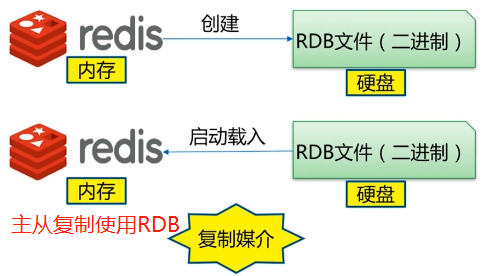 redis
创建
RDB文件（二进制）
内存
硬盘
redis
启动载入
RDB文件（二进制）
内存
硬盘
主从复制使用RDB
复制媒介